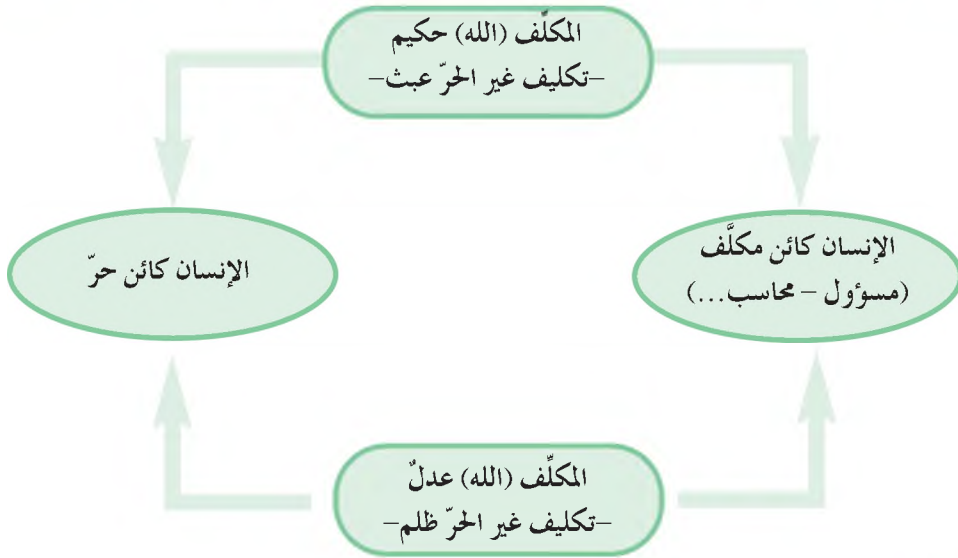 المكلِّف (الله) حكيم
–تكليف غير الحرّ عبث–
الإنسان كائن مكلَّف
(مسؤول – محاسب...)
الإنسان كائن حرّ
المكلِّف (الله) عدلٌ
–تكليف غير الحرّ ظلم–